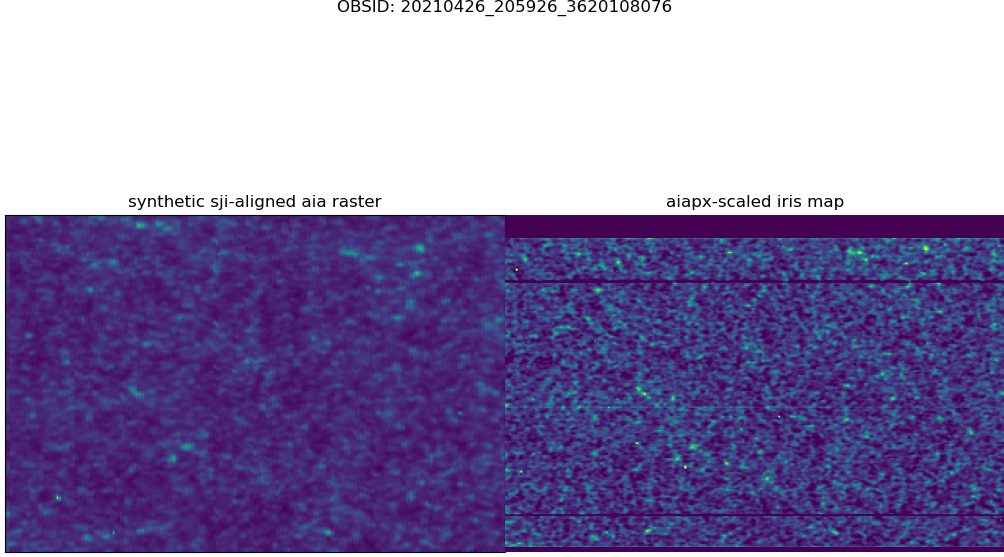 OBSID: 20210426_205926_3620108076
synthetic sji-aligned aia raster
aiapx-scaled iris map